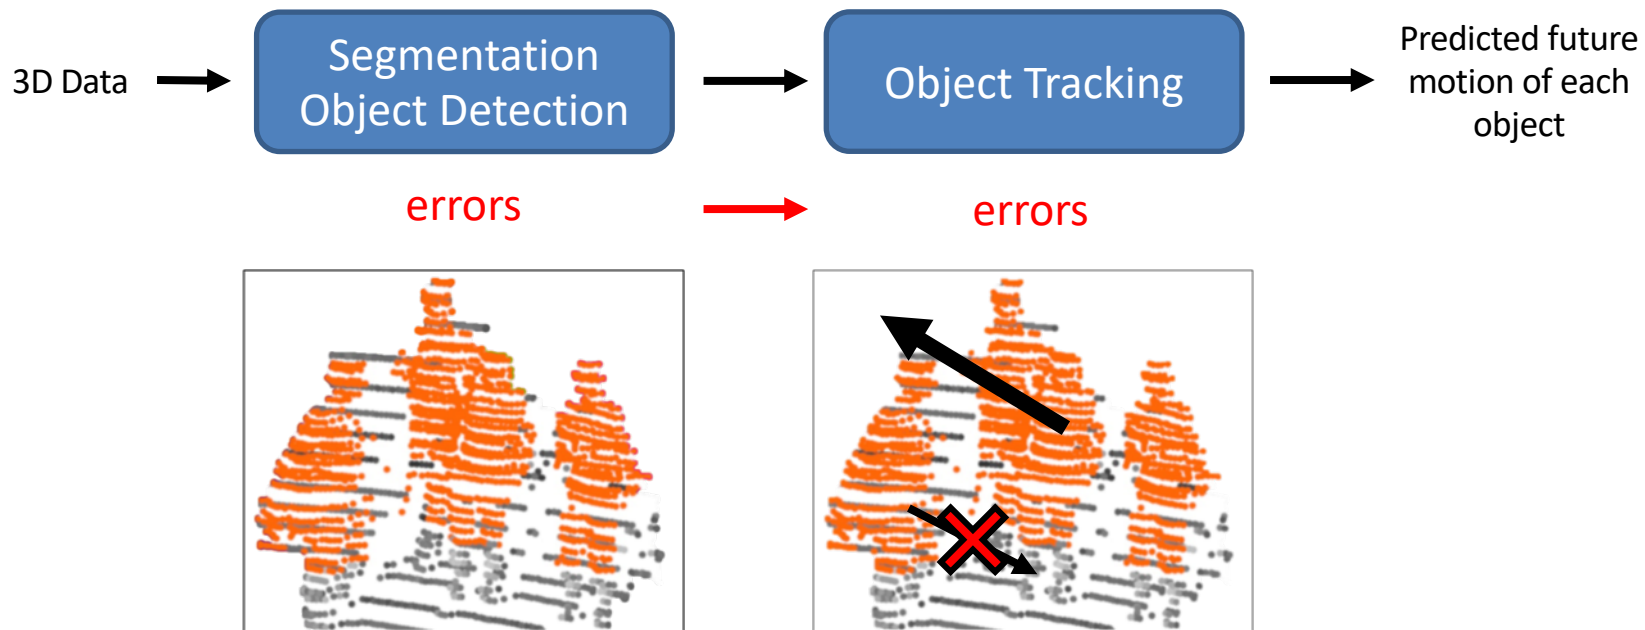 3D Data
Segmentation
Object Detection
Object Tracking
Predicted future
motion of each
object
errors
errors